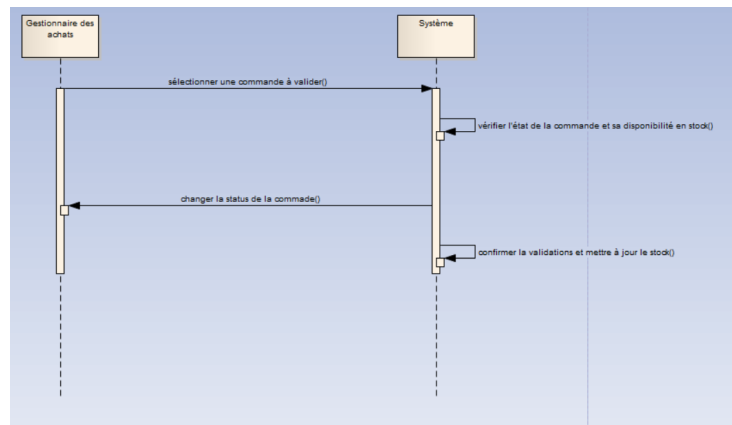 Gestionnaire des
achats
Système
sélectionner une commande à valider()
vérifier l'état de la commande et sa disponibilité en stock()
changer la status de la commade()
confirmer la validations et mettre à jour le stock()